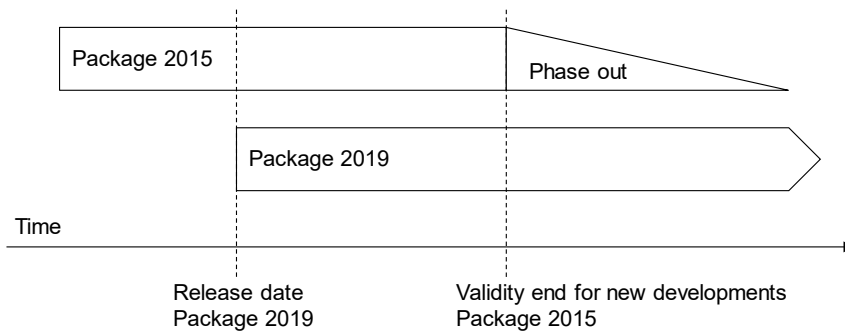 Package 2015
Phase out
Package 2019
Time
Release date
Package 2019
Validity end for new developments
Package 2015